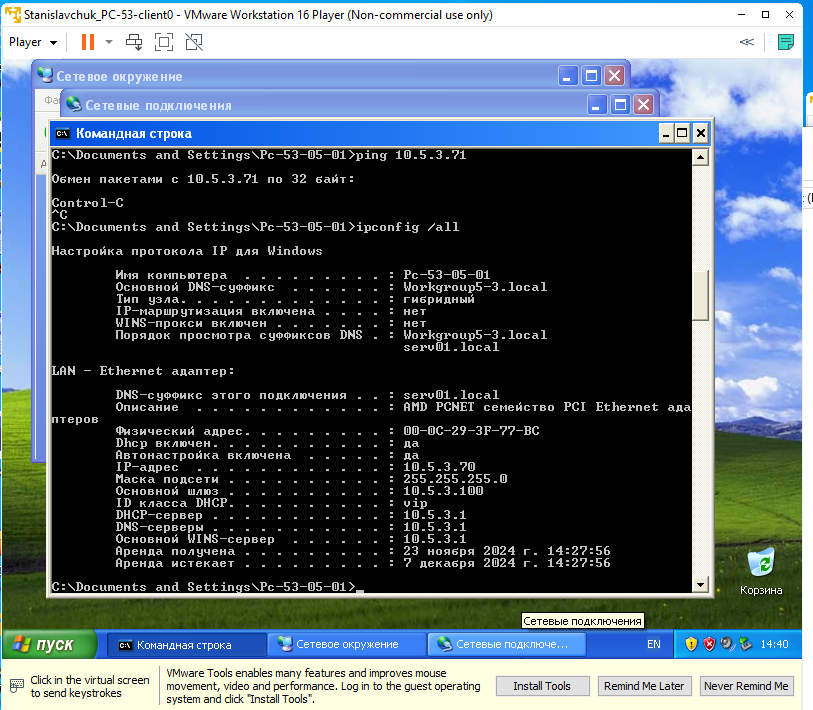 Stanislavchuk_PC-53-client0 - VMware Workstation 16 Player (Non-commercial use only)
Player
Сетевое окружение
Сетевые подключения
Командная строка
C:\Documents and Settings\Pc-53-05-01>ping 10.5.3.71
Обмен пакетами с 10.5.3.71 по 32 байт:
Control-C
^C
C:\Documents and Settings\Pc-53-05-01>ipconfig /all
Настройка протокола IP для Windows
Имя компьютера . . . . . . . . . : Pc-53-05-01
Основной DNS-суффикс . . . . . . : Workgroup5-3.local
Тип узла. . . . . . . . . . . . . : гибридный
IP-маршрутизация включена . . . . : нет
WINS-прокси включен . . . . . . . : нет
Порядок просмотра суффиксов DNS . : Workgroup5-3.local
serv01.local
LAN - Ethernet адаптер:
DNS-суффикс этого подключения . . : serv01.local
Описание . . . . . . . . . . . . : AMD PCNET семейство PCI Ethernet ада
птеров
Физический адрес. . . . . . . . . : 00-0C-29-3F-77-BC
Dhcp включен. . . . . . . . . . . : да
Автонастройка включена . . . . . : да
IP-адрес . . . . . . . . . . . . : 10.5.3.70
Маска подсети . . . . . . . . . . : 255.255.255.0
Основной шлюз . . . . . . . . . . : 10.5.3.100
ID класса DHCP. . . . . . . . . . : vip
DHCP-сервер . . . . . . . . . . . : 10.5.3.1
DNS-серверы . . . . . . . . . . . : 10.5.3.1
Основной WINS-сервер . . . . . . : 10.5.3.1
Аренда получена . . . . . . . . . : 23 ноября 2024 г. 14:27:56
Аренда истекает . . . . . . . . . : 7 декабря 2024 г. 14:27:56
C:\Documents and Settings\Pc-53-05-01>_
Корзина
Сетевые подключения
пуск
Командная строка
Сетевое окружение
Сетевые подключе...
EN
14:40
Click in the virtual screen
to send keystrokes
VMware Tools enables many features and improves mouse
movement, video and performance. Log in to the guest operating
system and click "Install Tools".
Install Tools
Remind Me Later
Never Remind Me